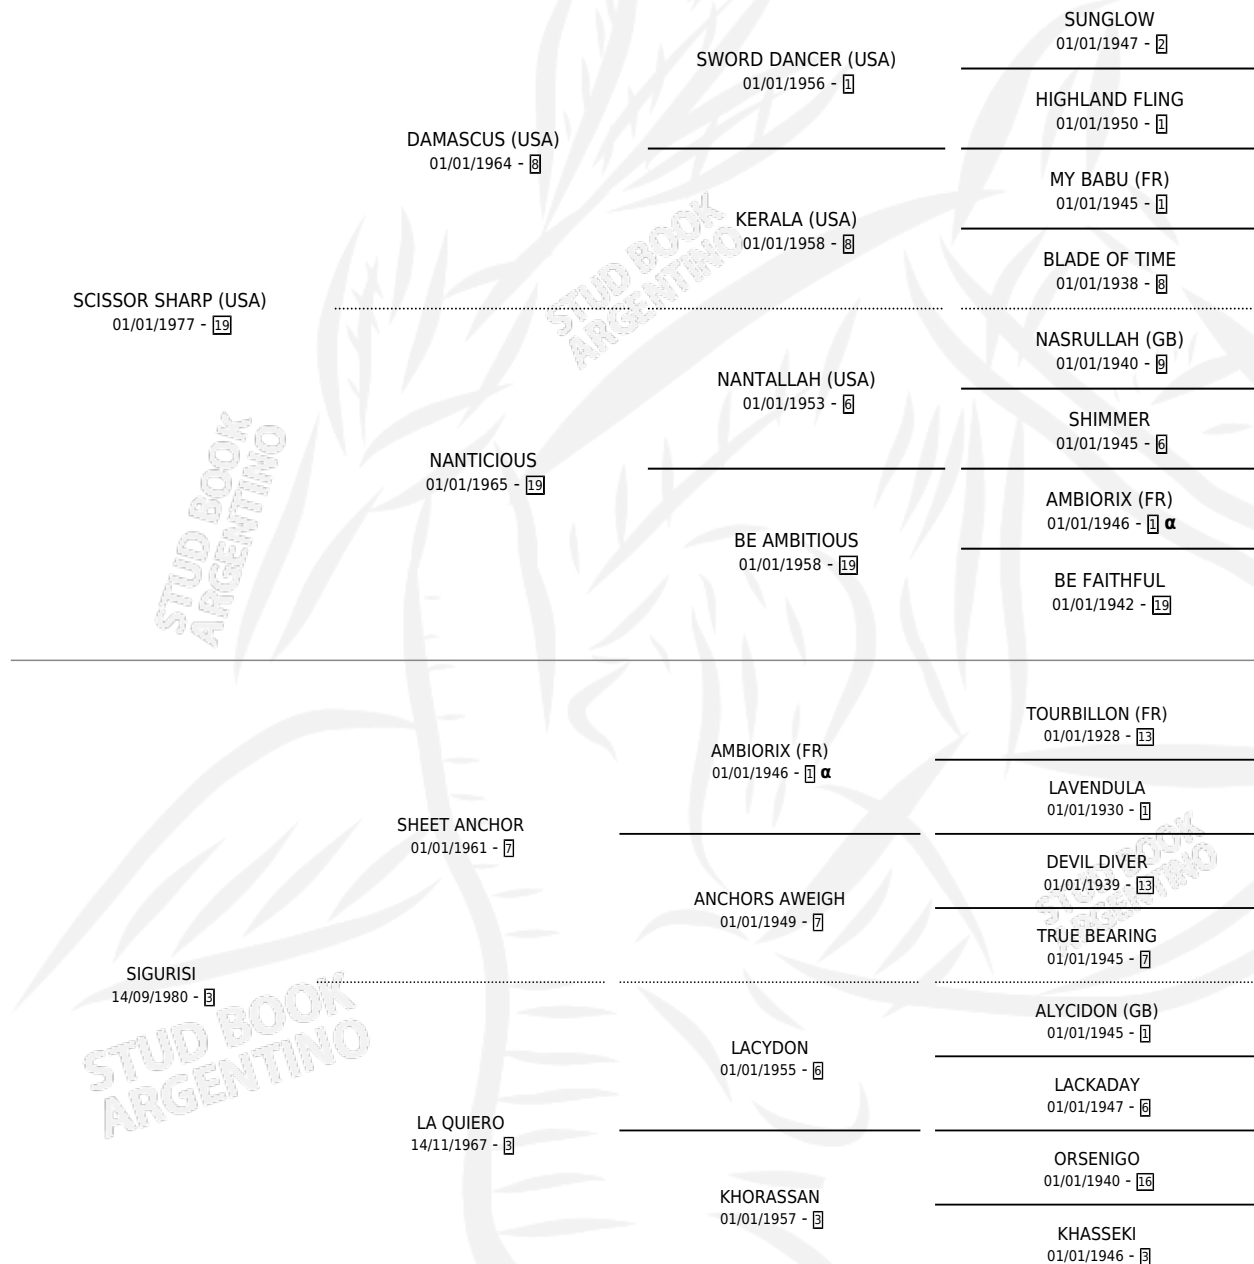 SUNGLOW
01/01/1947 - 2
SWORD DANCER (USA)
01/01/1956 - 1
HIGHLAND FLING
01/01/1950 - 1
DAMASCUS (USA)
01/01/1964 - 8
MY BABU (FR)
01/01/1945 - 1
KERALA (USA)
01/01/1958 - 8
BLADE OF TIME
01/01/1938 - 8
SCISSOR SHARP (USA)
01/01/1977 - 19
NASRULLAH (GB)
01/01/1940 - 9
NANTALLAH (USA)
01/01/1953 - 6
SHIMMER
01/01/1945 - 6
NANTICIOUS
01/01/1965 - 19
AMBIORIX (FR)
01/01/1946 - 1 α
BE AMBITIOUS
01/01/1958 - 19
BE FAITHFUL
01/01/1942 - 19
TOURBILLON (FR)
01/01/1928 - 13
AMBIORIX (FR)
01/01/1946 - 1 α
LAVENDULA
01/01/1930 - 1
SHEET ANCHOR
01/01/1961 - 7
DEVIL DIVER
01/01/1939 - 13
ANCHORS AWEIGH
01/01/1949 - 7
TRUE BEARING
01/01/1945 - 7
SIGURISI
14/09/1980 - 3
ALYCIDON (GB)
01/01/1945 - 1
LACYDON
01/01/1955 - 6
LACKADAY
01/01/1947 - 6
LA QUIERO
14/11/1967 - 3
ORSENIGO
01/01/1940 - 16
KHORASSAN
01/01/1957 - 3
KHASSEKI
01/01/1946 - 3
STUD BOOK
ARGENTINO
STUD BOOK
ARGENTINO
STUD BOOK
ARGENTINO
STUD BOOK
ARGENTINO